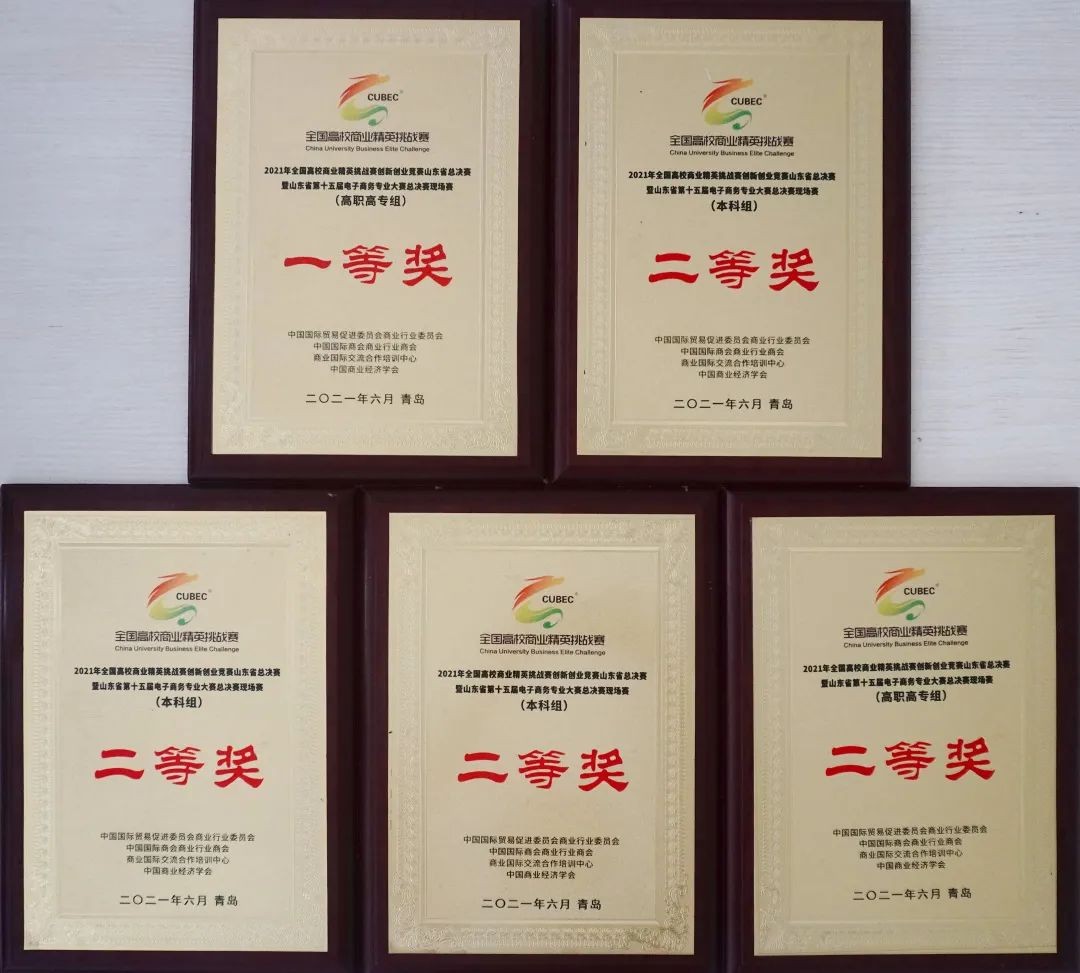 CUBEC
全国高校商业精英挑战赛
China University Business Elite Challenge
2021年全国高校商业精英挑战赛创新创业竞赛山东省总决赛
暨山东省第十五届电子商务专业大赛总决赛现场赛
（高职高专组）
一等奖
中国国际贸易促进委员会商业行业委员会
中国国际商会商业行业商会
商业国际交流合作培训中心
中国商业经济学会
二〇二一年六月 青岛
CUBEC
全国高校商业精英挑战赛
China University Business Elite Challenge
2021年全国高校商业精英挑战赛创新创业竞赛山东省总决赛
暨山东省第十五届电子商务专业大赛总决赛现场赛
（本科组）
二等奖
中国国际贸易促进委员会商业行业委员会
中国国际商会商业行业商会
商业国际交流合作培训中心
中国商业经济学会
二〇二一年六月 青岛
CUBEC
全国高校商业精英挑战赛
China University Business Elite Challenge
2021年全国高校商业精英挑战赛创新创业竞赛山东省总决赛
暨山东省第十五届电子商务专业大赛总决赛现场赛
（本科组）
二等奖
中国国际贸易促进委员会商业行业委员会
中国国际商会商业行业商会
商业国际交流合作培训中心
中国商业经济学会
二〇二一年六月 青岛
CUBEC
全国高校商业精英挑战赛
China University Business Elite Challenge
2021年全国高校商业精英挑战赛创新创业竞赛山东省总决赛
暨山东省第十五届电子商务专业大赛总决赛现场赛
（本科组）
二等奖
中国国际贸易促进委员会商业行业委员会
中国国际商会商业行业商会
商业国际交流合作培训中心
中国商业经济学会
二〇二一年六月 青岛
CUBEC
全国高校商业精英挑战赛
China University Business Elite Challenge
2021年全国高校商业精英挑战赛创新创业竞赛山东省总决赛
暨山东省第十五届电子商务专业大赛总决赛现场赛
（高职高专组）
二等奖
中国国际贸易促进委员会商业行业委员会
中国国际商会商业行业商会
商业国际交流合作培训中心
中国商业经济学会
二〇二一年六月 青岛